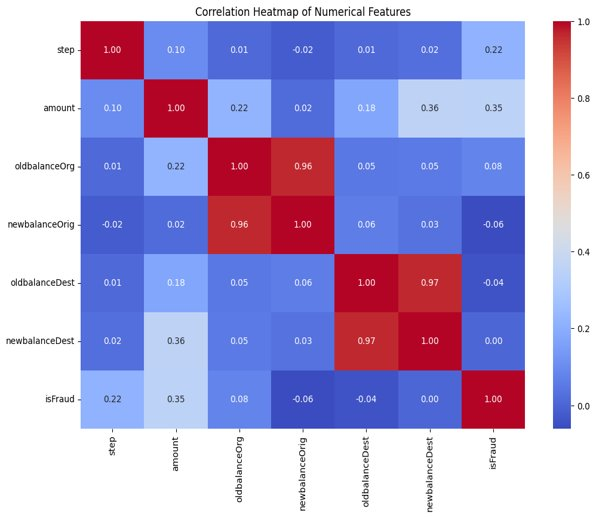 Correlation Heatmap of Numerical Features
step 1.00 0.10 0.01 -0.02 0.01 0.02 0.22
amount 0.10 1.00 0.22 0.02 0.18 0.36 0.35
oldbalanceOrg 0.01 0.22 1.00 0.96 0.05 0.05 0.08
newbalanceOrig -0.02 0.02 0.96 1.00 0.06 0.03 -0.06
oldbalanceDest 0.01 0.18 0.05 0.06 1.00 0.97 -0.04
newbalanceDest 0.02 0.36 0.05 0.03 0.97 1.00 0.00
isFraud 0.22 0.35 0.08 -0.06 -0.04 0.00 1.00
step amount oldbalanceOrg newbalanceOrig oldbalanceDest newbalanceDest isFraud
1.0
0.8
0.6
0.4
0.2
0.0